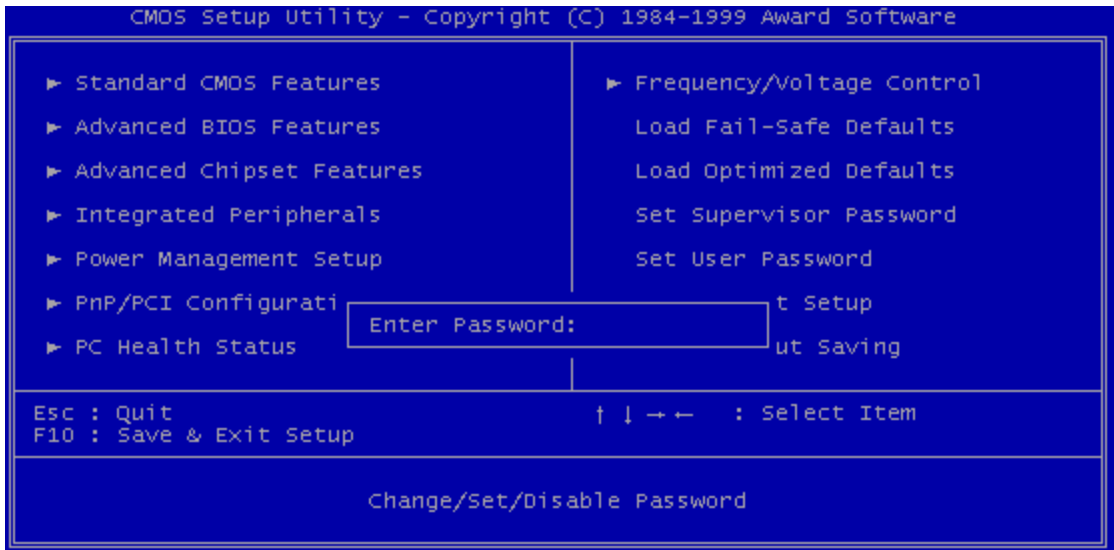 CMOS Setup Utility - Copyright (C) 1984-1999 Award Software
► Standard CMOS Features
► Advanced BIOS Features
► Advanced Chipset Features
► Integrated Peripherals
► Power Management Setup
► PnP/PCI Configurati
► PC Health Status
► Frequency/Voltage Control
Load Fail-Safe Defaults
Load Optimized Defaults
Set Supervisor Password
Set User Password
t Setup
ut Saving
Enter Password:
Esc : Quit
F10 : Save & Exit Setup
↑ ↓ → ← : Select Item
Change/Set/Disable Password